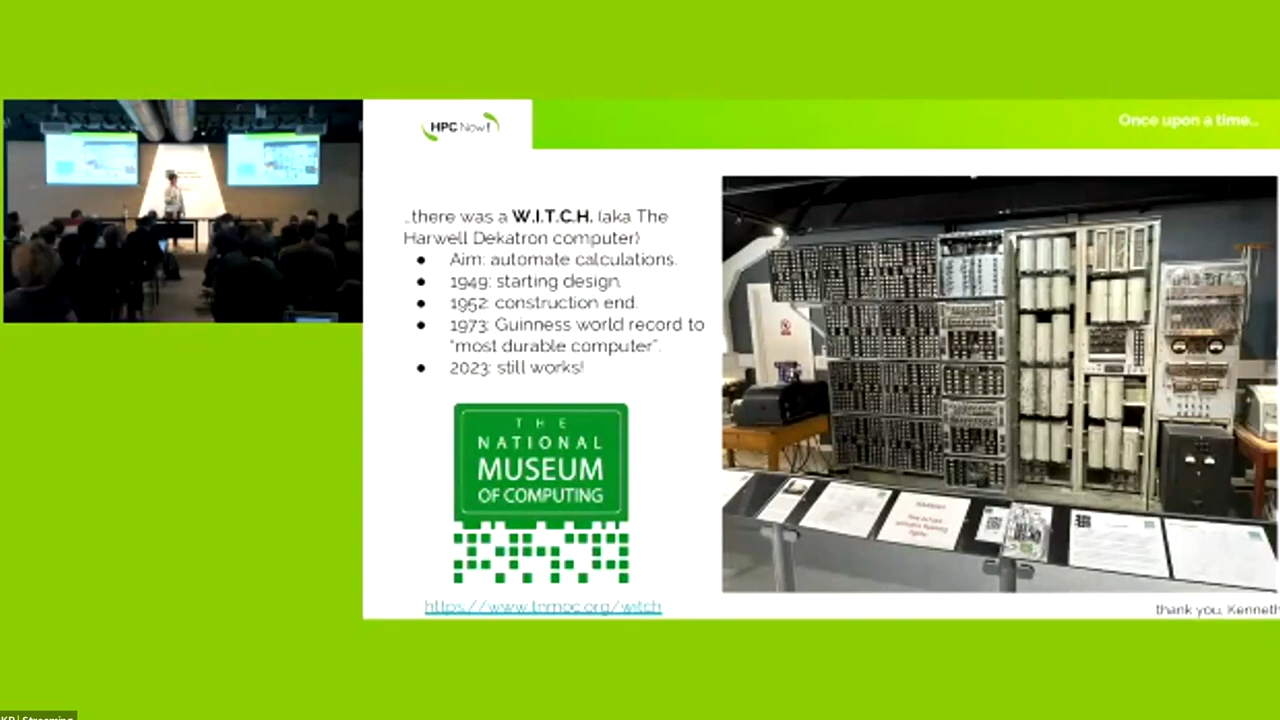 HPC Now!
Once upon a time...
...there was a W.I.T.C.H. (aka The
Harwell Dekatron computer)
● Aim: automate calculations.
● 1949: starting design.
● 1952: construction end.
● 1973: Guinness world record to
"most durable computer".
● 2023: still works!
THE
NATIONAL
MUSEUM
OF COMPUTING
https://www.tnmoc.org/witch
thank you, Kenneth
Streaming